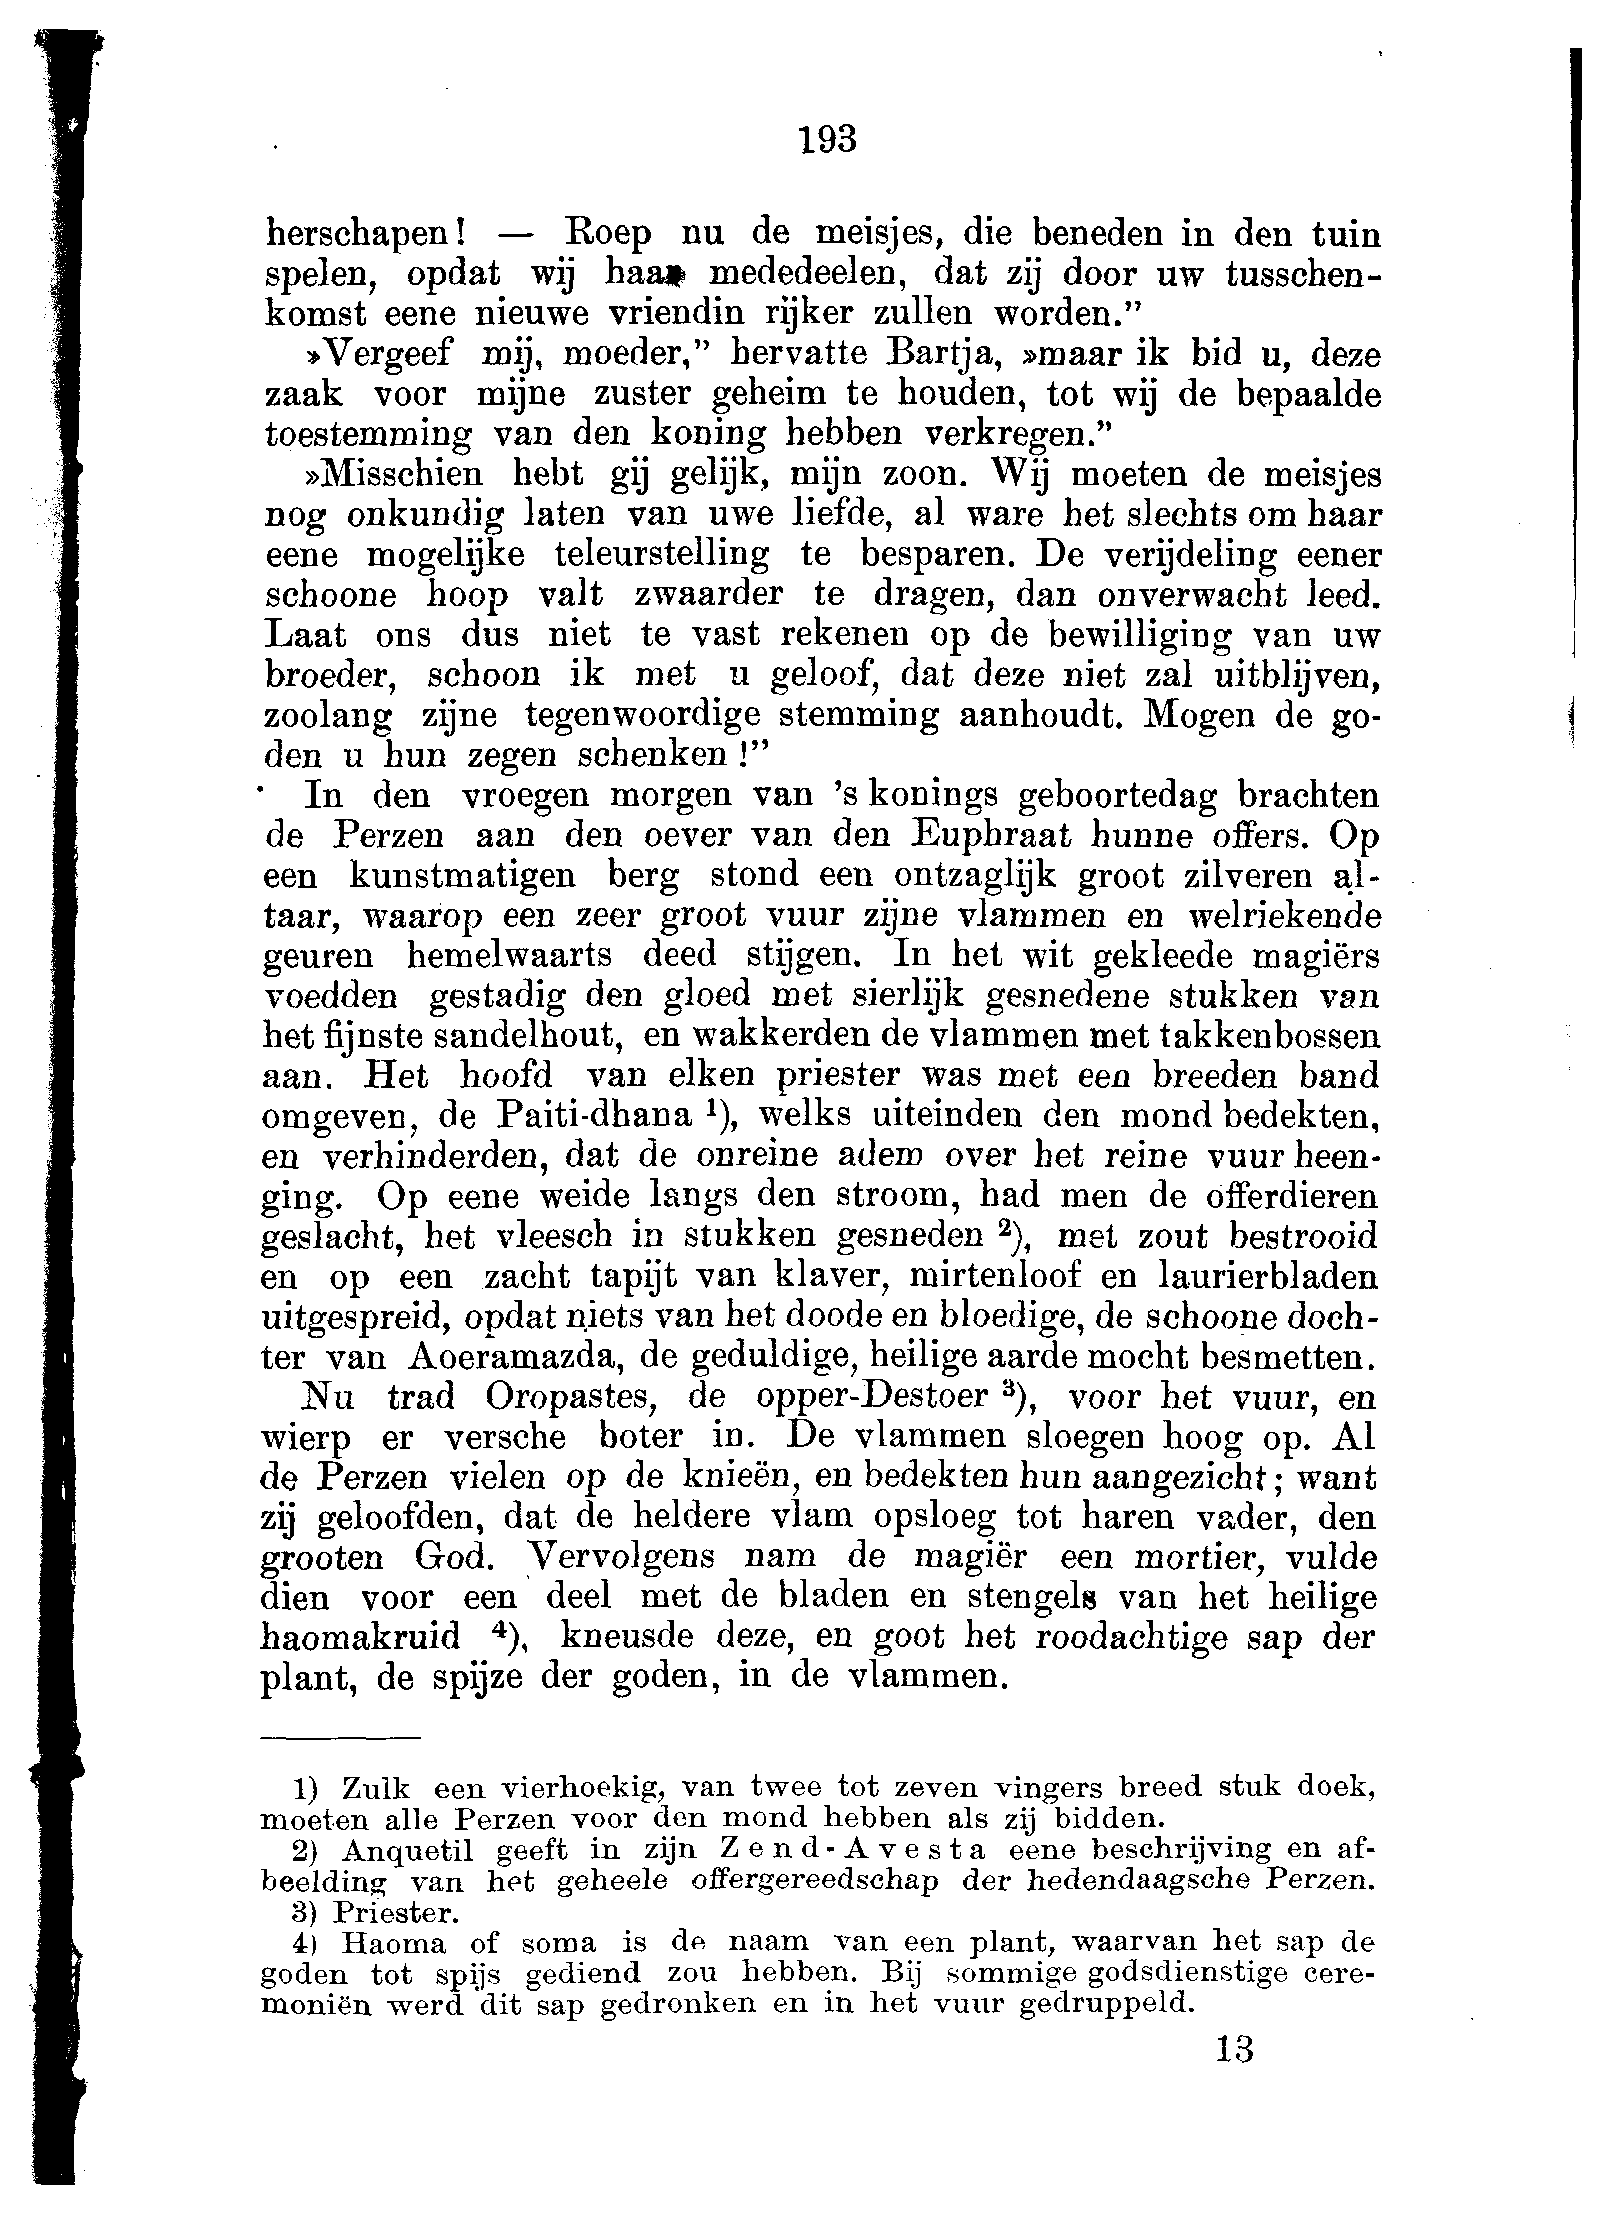 193
herschapen! — Roep nu de meisjes, die beneden in den tuin
spelen, opdat wij haar mededeelen, dat zij door uw tusschen-
komst eene nieuwe vriendin rijker zullen worden.”
»Vergeef mij, moeder,” hervatte Bartja, »maar ik bid u, deze
zaak voor mijne zuster geheim te houden, tot wij de bepaalde
toestemming van den koning hebben verkregen.”
»Misschien hebt gij gelijk, mijn zoon. Wij moeten de meisjes
nog onkundig laten van uwe liefde, al ware het slechts om haar
eene mogelijke teleurstelling te besparen. De verijdeling eener
schoone hoop valt zwaarder te dragen, dan onverwacht leed.
Laat ons dus niet te vast rekenen op de bewilliging van uw
broeder, schoon ik met u geloof, dat deze niet zal uitblijven,
zoolang zijne tegenwoordige stemming aanhoudt. Mogen de go-
den u hun zegen schenken!”
In den vroegen morgen van 's konings geboortedag brachten
de Perzen aan den oever van den Euphraat hunne offers. Op
een kunstmatigen berg stond een ontzaglijk groot zilveren al-
taar, waarop een zeer groot vuur zijne vlammen en welriekende
geuren hemelwaarts deed stijgen. In het wit gekleede magiërs
voedden gestadig den gloed met sierlijk gesnedene stukken van
het fijnste sandelhout, en wakkerden de vlammen met takkenbossen
aan. Het hoofd van elken priester was met een breeden band
omgeven, de Paiti-dhana ¹), welks uiteinden den mond bedekten,
en verhinderden, dat de onreine adem over het reine vuur heen-
ging. Op eene weide langs den stroom, had men de offerdieren
geslacht, het vleesch in stukken gesneden ²), met zout bestrooid
en op een zacht tapijt van klaver, mirtenloof en laurierbladen
uitgespreid, opdat niets van het doode en bloedige, de schoone doch-
ter van Aoeramazda, de geduldige, heilige aarde mocht besmetten.
Nu trad Oropastes, de opper-Destoer ³), voor het vuur, en
wierp er versche boter in. De vlammen sloegen hoog op. Al
de Perzen vielen op de knieën, en bedekten hun aangezicht; want
zij geloofden, dat de heldere vlam opsloeg tot haren vader, den
grooten God. Vervolgens nam de magiër een mortier, vulde
dien voor een deel met de bladen en stengels van het heilige
haomakruid ⁴), kneusde deze, en goot het roodachtige sap der
plant, de spijze der goden, in de vlammen.
1) Zulk een vierhoekig, van twee tot zeven vingers breed stuk doek,
moeten alle Perzen voor den mond hebben als zij bidden.
2) Anquetil geeft in zijn Zend-Avesta eene beschrijving en af-
beelding van het geheele offergereedschap der hedendaagsche Perzen.
3) Priester.
4) Haoma of soma is de naam van een plant, waarvan het sap de
goden tot spijs gediend zou hebben. Bij sommige godsdienstige cere-
moniën werd dit sap gedronken en in het vuur gedruppeld.
13